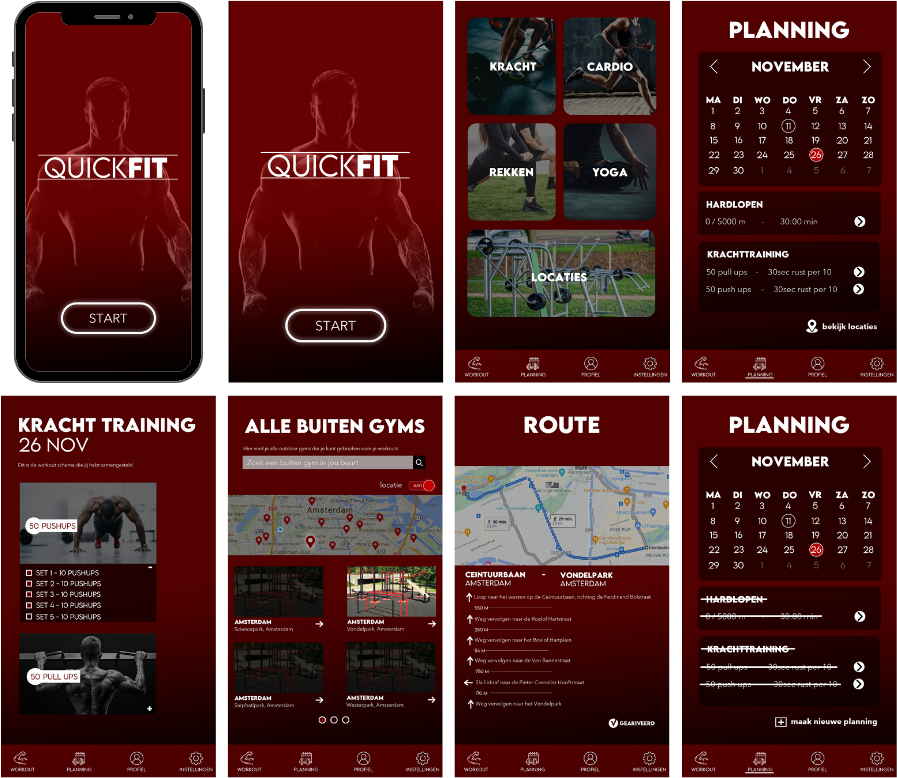 QUICKFIT
START
QUICKFIT
START
KRACHT
CARDIO
REKKEN
YOGA
LOCATIES
WORKOUT PLANNING PROFIEL INSTELLINGEN
PLANNING
NOVEMBER
MA DI WO DO VR ZA ZO
1 2 3 4 5 6 7
8 9 10 11 12 13 14
15 16 17 18 19 20 21
22 23 24 25 26 27 28
29 30 1 2 3 4 5
HARDLOPEN
0 / 5000 m - 30:00 min
KRACHTTRAINING
50 pull ups - 30sec rust per 10
50 push ups - 30sec rust per 10
bekijk locaties
WORKOUT PLANNING PROFIEL INSTELLINGEN
KRACHT TRAINING
26 NOV
Dit is de workout schema die jij hebt samengesteld.
50 PUSHUPS
SET 1 - 10 PUSHUPS
SET 2 - 10 PUSHUPS
SET 3 - 10 PUSHUPS
SET 4 - 10 PUSHUPS
SET 5 - 10 PUSHUPS
50 PULL UPS
WORKOUT PLANNING PROFIEL INSTELLINGEN
ALLE BUITEN GYMS
Hier vind je alle outdoor gyms die je kunt gebruiken voor je workouts
Zoek een buiten gym in jou buurt
locatie AAN
Amsterdam
AMSTERDAM
Sciencepark, Amsterdam
AMSTERDAM
Vondelpark, Amsterdam
AMSTERDAM
Sarphatipark, Amsterdam
AMSTERDAM
Westerpark, Amsterdam
WORKOUT PLANNING PROFIEL INSTELLINGEN
ROUTE
30 min.
29 min.
CEINTUURBAAN - VONDELPARK
AMSTERDAM AMSTERDAM
Loop naar het westen op de Ceintuurbaan, richting de Ferdinand Bolstraat
550 M
Weg vervolgen naar de Roelof Hartstraat
280 M
Weg vervolgen naar het Roelof Hartplein
54 M
Weg vervolgen naar de Van Baerlestraat
750 M
Sla linksaf naar de Pieter Cornelisz Hooftstraat
170 M
Weg vervolgen naar het Vondelpark
V GEARIVEERD
WORKOUT PLANNING PROFIEL INSTELLINGEN
PLANNING
NOVEMBER
MA DI WO DO VR ZA ZO
1 2 3 4 5 6 7
8 9 10 11 12 13 14
15 16 17 18 19 20 21
22 23 24 25 26 27 28
29 30 1 2 3 4 5
HARDLOPEN
0 / 5000 m - 30:00 min
KRACHTTRAINING
50 pull ups - 30sec rust per 10
50 push ups - 30sec rust per 10
maak nieuwe planning
WORKOUT PLANNING PROFIEL INSTELLINGEN